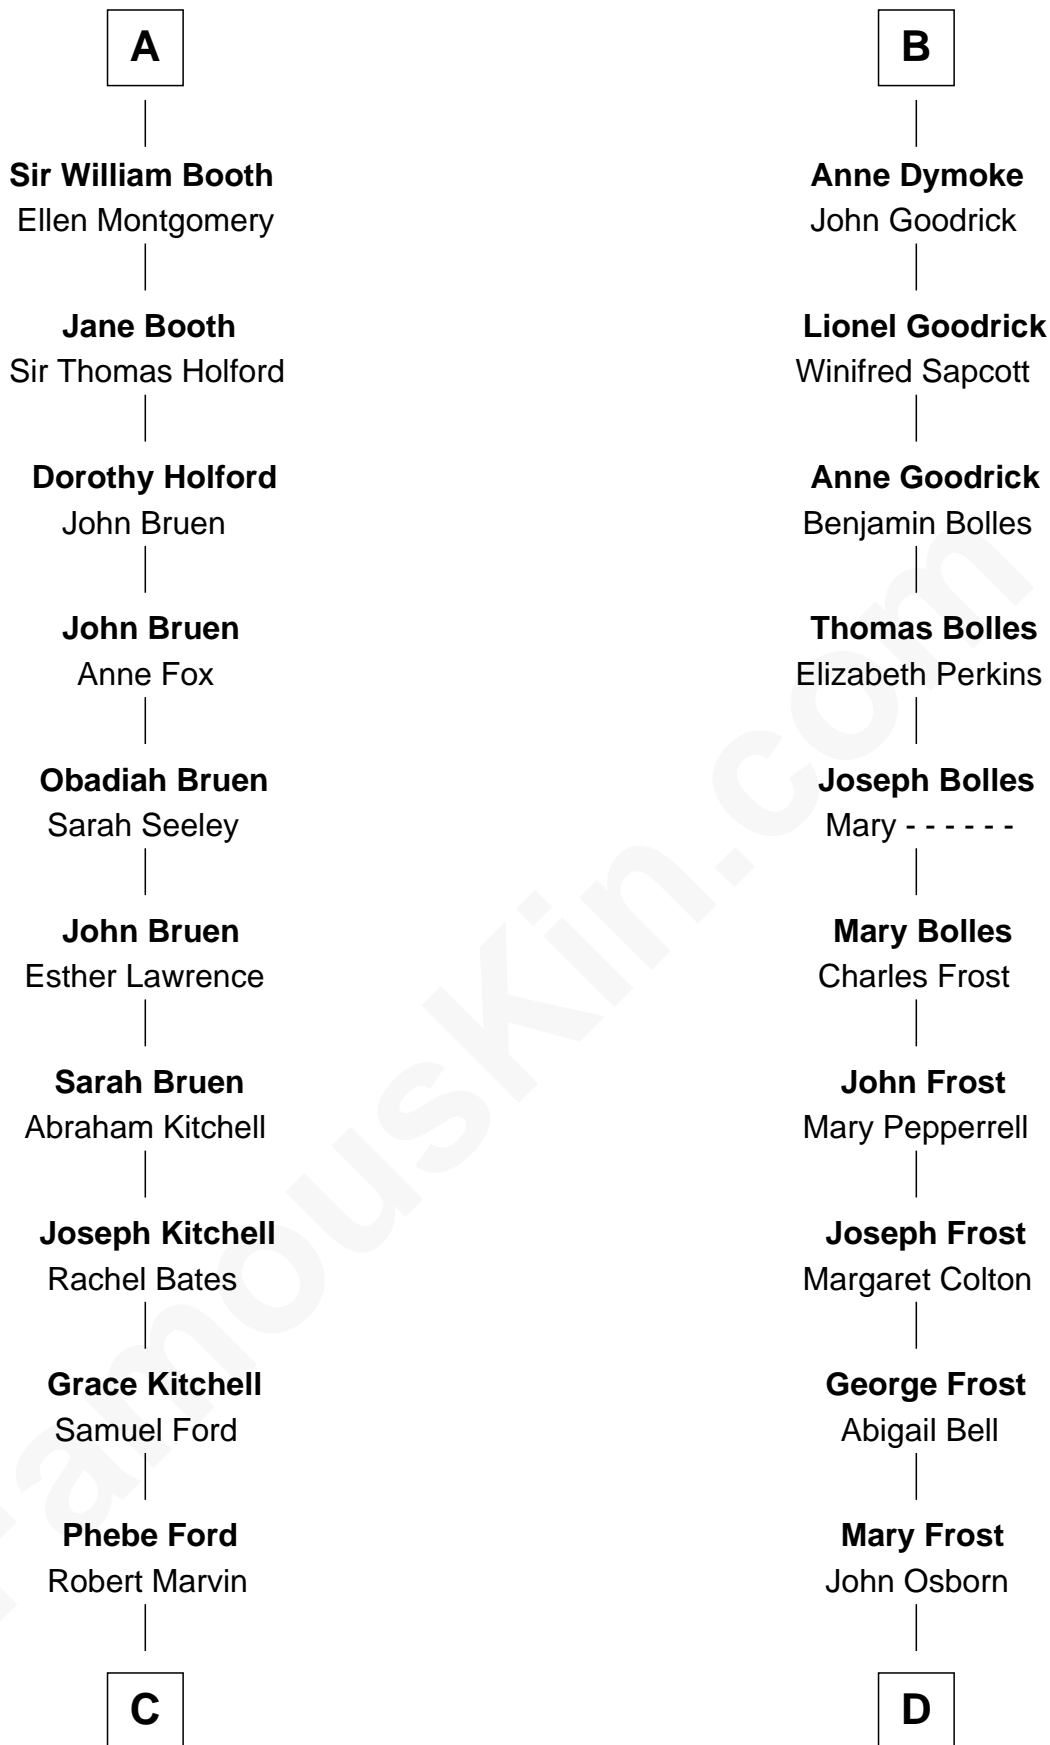 A
Sir William Booth
Ellen Montgomery
Jane Booth
Sir Thomas Holford
Dorothy Holford
John Bruen
John Bruen
Anne Fox
Obadiah Bruen
Sarah Seeley
John Bruen
Esther Lawrence
Sarah Bruen
Abraham Kitchell
Joseph Kitchell
Rachel Bates
Grace Kitchell
Samuel Ford
Phebe Ford
Robert Marvin
C
B
Anne Dymoke
John Goodrick
Lionel Goodrick
Winifred Sapcott
Anne Goodrick
Benjamin Bolles
Thomas Bolles
Elizabeth Perkins
Joseph Bolles
Mary - - - - - -
Mary Bolles
Charles Frost
John Frost
Mary Pepperrell
Joseph Frost
Margaret Colton
George Frost
Abigail Bell
Mary Frost
John Osborn
D
FamousKin.com